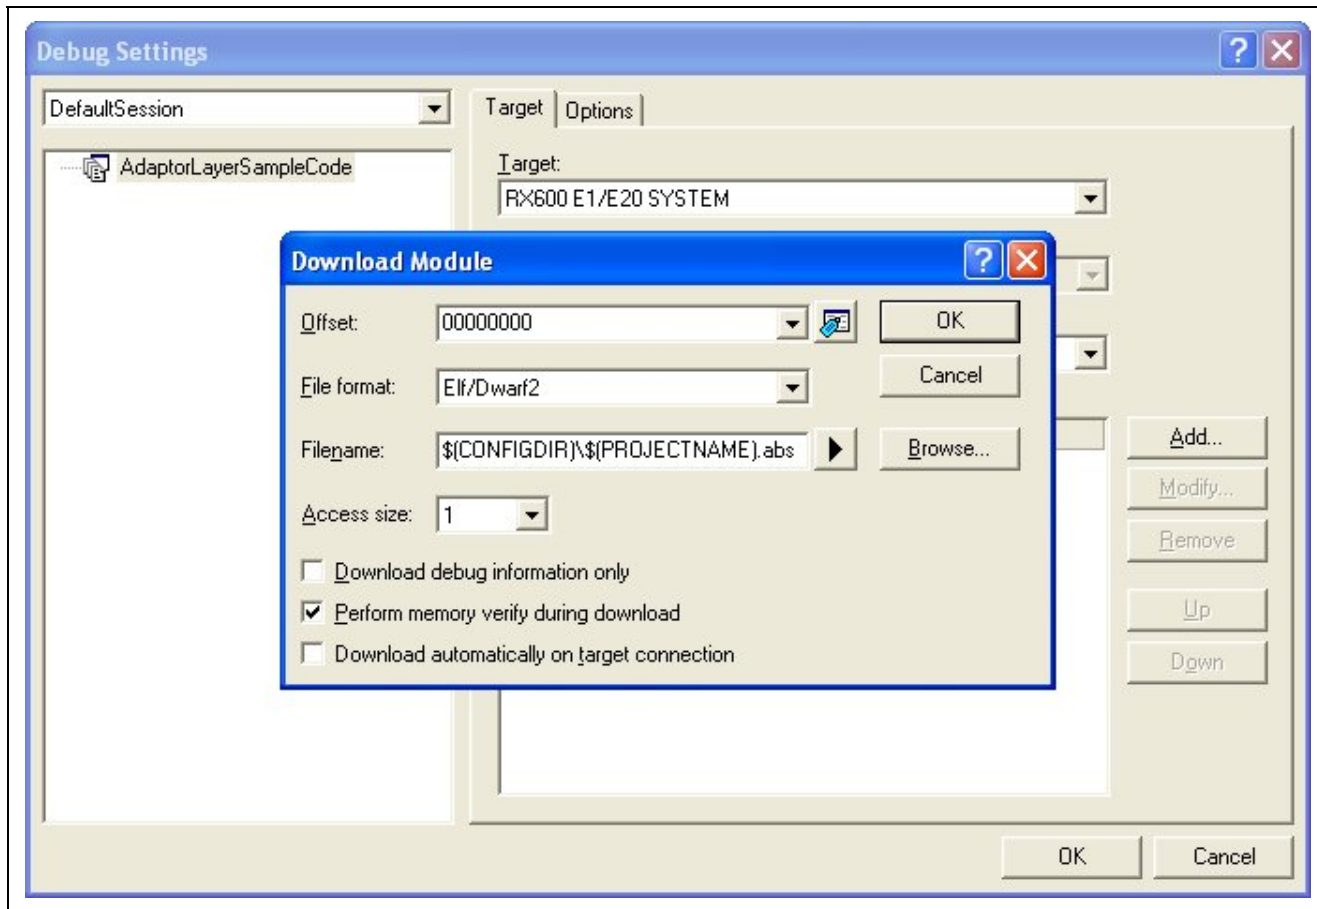 Debug Settings
DefaultSession
Target
Options
AdaptorLayerSampleCode
Target:
RX600 E1/E20 SYSTEM
Download Module
Offset:
00000000
OK
File format:
Elf/Dwarf2
Cancel
Filename:
$(CONFIGDIR)\$(PROJECTNAME).abs
Browse...
Access size:
1
Download debug information only
Perform memory verify during download
Download automatically on target connection
Add...
Modify...
Remove
Up
Down
OK
Cancel